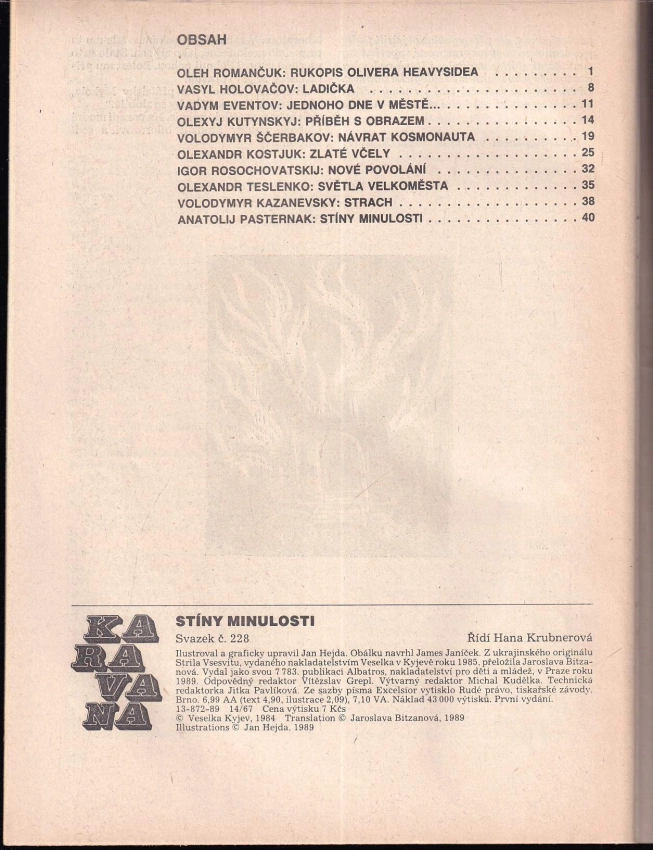 OBSAH
OLEH ROMANČUK: RUKOPIS OLIVERA HEAVYSIDEA . . . . . . . . . 1
VASYL HOLOVAČOV: LADIČKA . . . . . . . . . . . . . . . . . . . . . . 8
VADYM EVENTOV: JEDNOHO DNE V MĚSTĚ... . . . . . . . . . . . . . . 11
OLEXYJ KUTYNSKYJ: PŘÍBĚH S OBRAZEM . . . . . . . . . . . . . . . . 14
VOLODYMYR ŠČERBAKOV: NÁVRAT KOSMONAUTA . . . . . . . . . . . 19
OLEXANDR KOSTJUK: ZLATÉ VČELY . . . . . . . . . . . . . . . . . . . 25
IGOR ROSOCHOVATSKIJ: NOVÉ POVOLÁNÍ . . . . . . . . . . . . . . . . 32
OLEXANDR TESLENKO: SVĚTLA VELKOMĚSTA . . . . . . . . . . . . . 35
VOLODYMYR KAZANEVSKY: STRACH . . . . . . . . . . . . . . . . . . . 38
ANATOLIJ PASTERNAK: STÍNY MINULOSTI . . . . . . . . . . . . . . . . 40
KA
RA
VA
NA
STÍNY MINULOSTI
Svazek č. 228 Řídí Hana Krubnerová
Ilustroval a graficky upravil Jan Hejda. Obálku navrhl James Janíček. Z ukrajinského originálu
Strila Vsesvitu, vydaného nakladatelstvím Veselka v Kyjevě roku 1985, přeložila Jaroslava Bitza-
nová. Vydal jako svou 7 783. publikaci Albatros, nakladatelství pro děti a mládež, v Praze roku
1989. Odpovědný redaktor Vítězslav Grepl. Výtvarný redaktor Michal Kudělka. Technická
redaktorka Jitka Pavlíková. Ze sazby písma Excelsior vytisklo Rudé právo, tiskařské závody,
Brno. 6,99 AA (text 4,90, ilustrace 2,09), 7,10 VA. Náklad 43 000 výtisků. První vydání.
13-872-89 14/67 Cena výtisku 7 Kčs
© Veselka Kyjev, 1984 Translation © Jaroslava Bitzanová, 1989
Illustrations © Jan Hejda, 1989